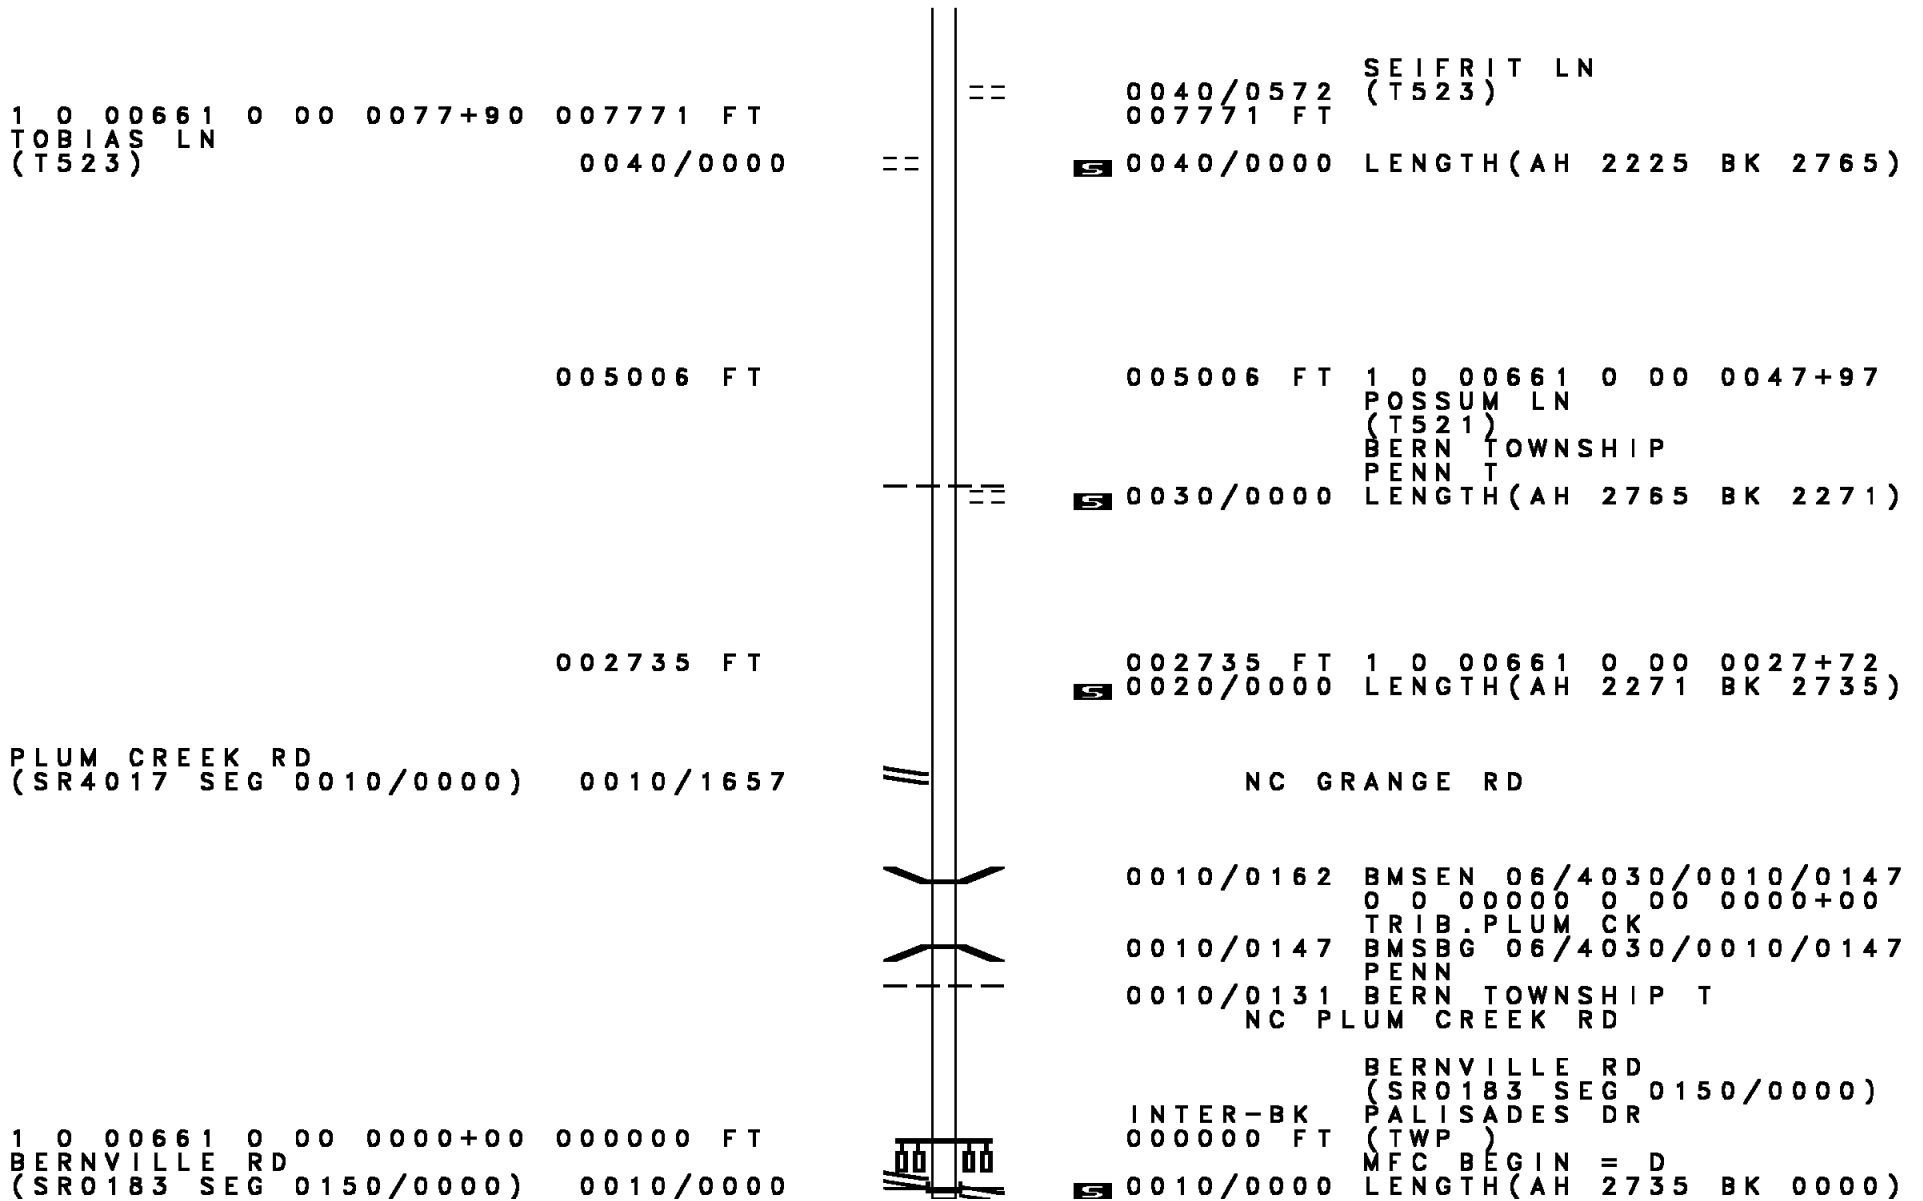 SEIFRIT LN
0040/0572 (T523)
1 0 00661 0 00 0077+90 007771 FT 007771 FT
TOBIAS LN
(T523) 0040/0000 S 0040/0000 LENGTH(AH 2225 BK 2765)
005006 FT 005006 FT 1 0 00661 0 00 0047+97
POSSUM LN
(T521)
BERN TOWNSHIP
PENN T
S 0030/0000 LENGTH(AH 2765 BK 2271)
002735 FT 002735 FT 1 0 00661 0 00 0027+72
S 0020/0000 LENGTH(AH 2271 BK 2735)
PLUM CREEK RD
(SR4017 SEG 0010/0000) 0010/1657 NC GRANGE RD
0010/0162 BMSEN 06/4030/0010/0147
0 0 00000 0 00 0000+00
TRIB.PLUM CK
0010/0147 BMSBG 06/4030/0010/0147
PENN
0010/0131 BERN TOWNSHIP T
NC PLUM CREEK RD
BERNVILLE RD
(SR0183 SEG 0150/0000)
INTER-BK PALISADES DR
1 0 00661 0 00 0000+00 000000 FT 000000 FT (TWP )
BERNVILLE RD MFC BEGIN = D
(SR0183 SEG 0150/0000) 0010/0000 S 0010/0000 LENGTH(AH 2735 BK 0000)